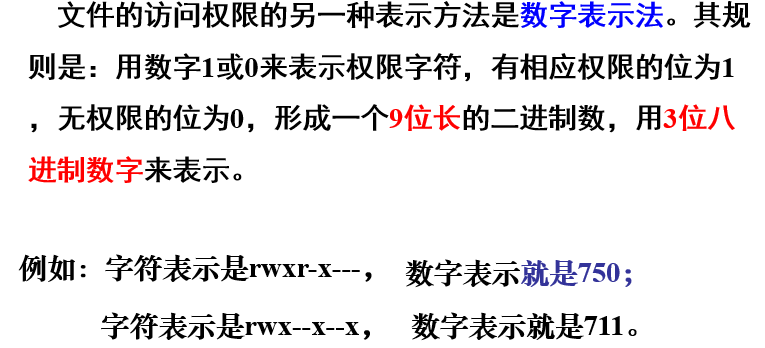 文件的访问权限的另一种表示方法是数字表示法。其规
则是：用数字1或0来表示权限字符，有相应权限的位为1
，无权限的位为0，形成一个9位长的二进制数，用3位八
进制数字来表示。
例如：字符表示是rwxr-x---， 数字表示就是750；
字符表示是rwx--x--x， 数字表示就是711。